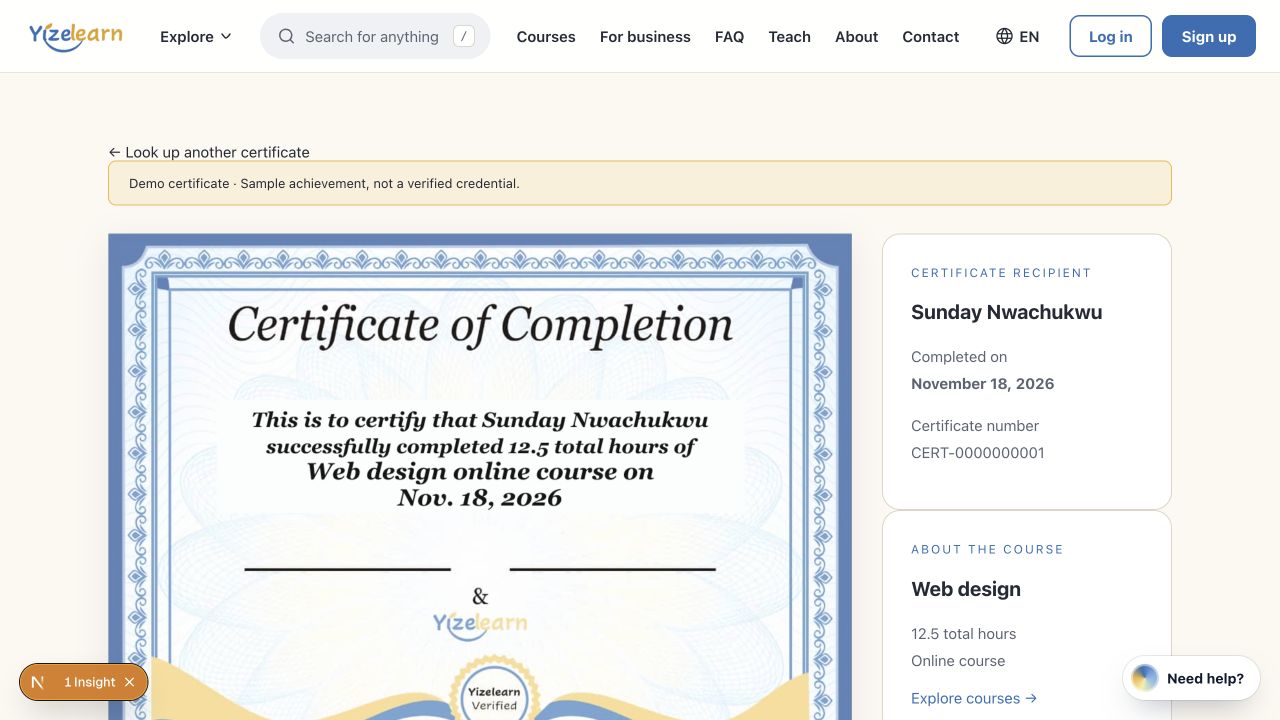 Yizelearn
Explore
Search for anything /
Courses
For business
FAQ
Teach
About
Contact
EN
Log in
Sign up
← Look up another certificate
Demo certificate · Sample achievement, not a verified credential.
Certificate of Completion
This is to certify that Sunday Nwachukwu
successfully completed 12.5 total hours of
Web design online course on
Nov. 18, 2026
&
Yizelearn
Yizelearn
Verified
CERTIFICATE RECIPIENT
Sunday Nwachukwu
Completed on
November 18, 2026
Certificate number
CERT-0000000001
ABOUT THE COURSE
Web design
12.5 total hours
Online course
Explore courses →
N 1 Insight ×
Need help?